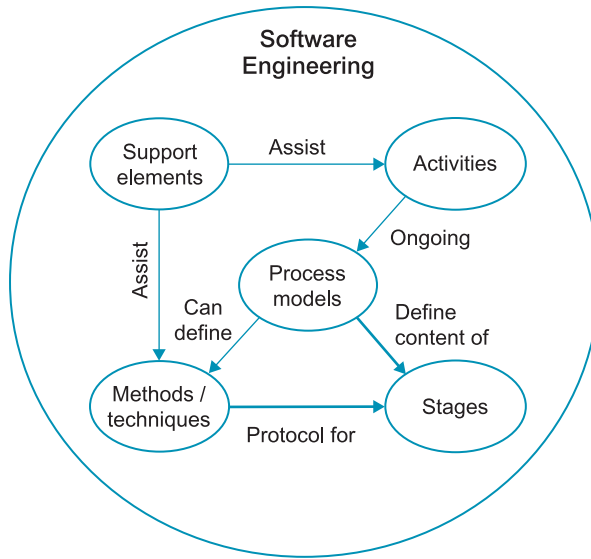 Software
Engineering
Support
elements
Assist
Activities
Ongoing
Assist
Process
models
Can
define
Define
content of
Methods /
techniques
Protocol for
Stages